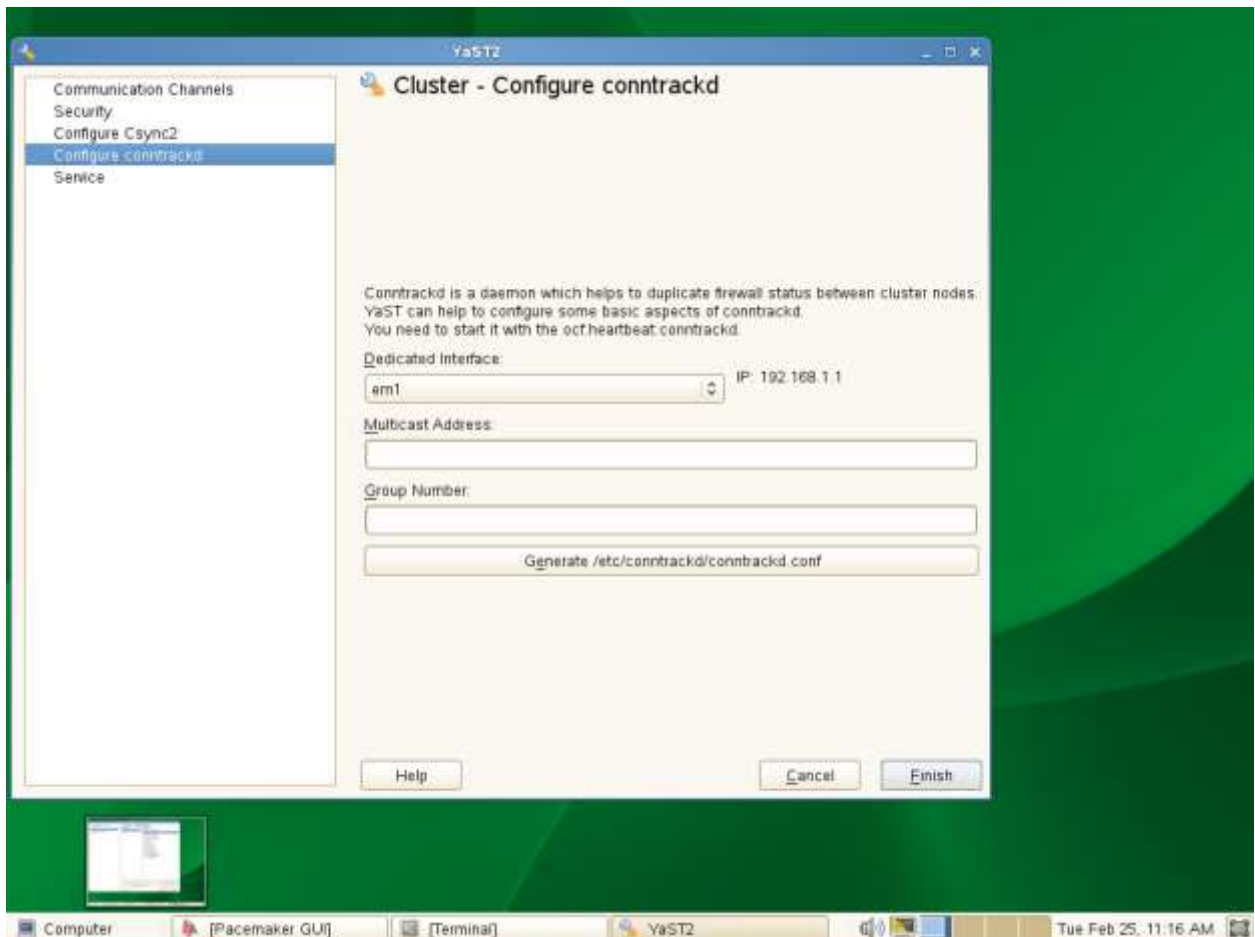 YaST2
Communication Channels
Security
Configure Csync2
Configure conntrackd
Service
Cluster - Configure conntrackd
Conntrackd is a daemon which helps to duplicate firewall status between cluster nodes.
YaST can help to configure some basic aspects of conntrackd.
You need to start it with the ocf:heartbeat:conntrackd.
Dedicated Interface:
em1
IP: 192.168.1.1
Multicast Address:
Group Number:
Generate /etc/conntrackd/conntrackd.conf
Help
Cancel
Finish
Computer
[Pacemaker GUI]
[Terminal]
YaST2
Tue Feb 25, 11:16 AM